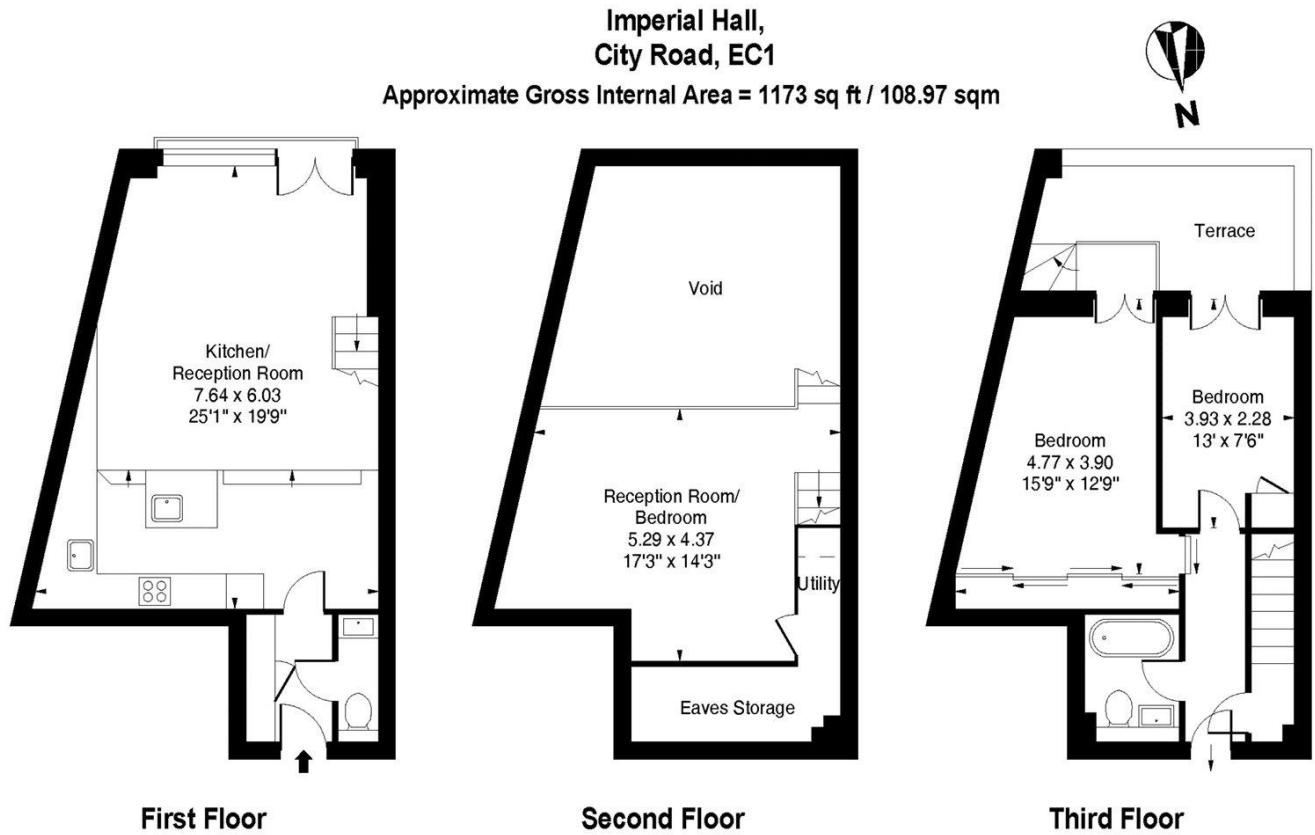 Imperial Hall,
City Road, EC1
Approximate Gross Internal Area = 1173 sq ft / 108.97 sqm
N
Kitchen/
Reception Room
7.64 x 6.03
25'1" x 19'9"
First Floor
Void
Reception Room/
Bedroom
5.29 x 4.37
17'3" x 14'3"
Utility
Eaves Storage
Second Floor
Terrace
Bedroom
3.93 x 2.28
13' x 7'6"
Bedroom
4.77 x 3.90
15'9" x 12'9"
Third Floor